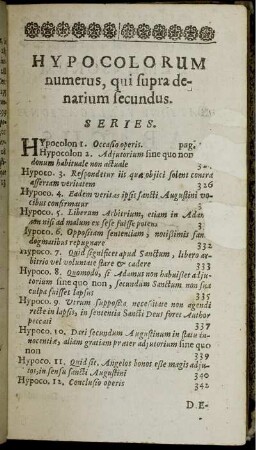 HYPOCOLORUM
numerus, qui supra de-
narium secundus.
SERIES.
Hypocolon 1. Occasio operis. pag.
Hypocolon 2. Adjutorium sine quo non
donum habituale non actuale 3
Hypoco. 3. Respondetur iis quæ objici solent contra
assertam veritatem 326
Hypoco. 4. Eadem veritas ipsis sancti Augustini vo-
cibus confirmatur 3
Hypoco. 5. Liberum Arbitrium, etiam in Ada
non nisi ad malum ex sese fuisse potens 3
Hypoco. 6. Oppositam sententiam; notissimis san
dogmatibus repugnare 332
Hypoco. 7. Quid significet apud Sanctum, libero ar-
bitrio vel voluntate stare & cadere 333
Hypoco. 8. Quomodo, si Adamus non habuisset adju-
torium sine quo non, secundum Sanctum non sua
culpa fuisset lapsus 335
Hypoco. 9. Utrum supposita necessitate non agendi
recte in lapsis, in sententia Sancti Deus foret Author
peccati 337
Hypoco. 10. Dari secundum Augustinum in statu in-
nocentiæ, aliam gratiam præter adjutorium sine quo
non 339
Hypoco. 11. Quid sit, Angelos bonos esse magis adju-
tos, in sensu sancti Augustini 340
Hypoco. 12. Conclusio operis 342
DE-